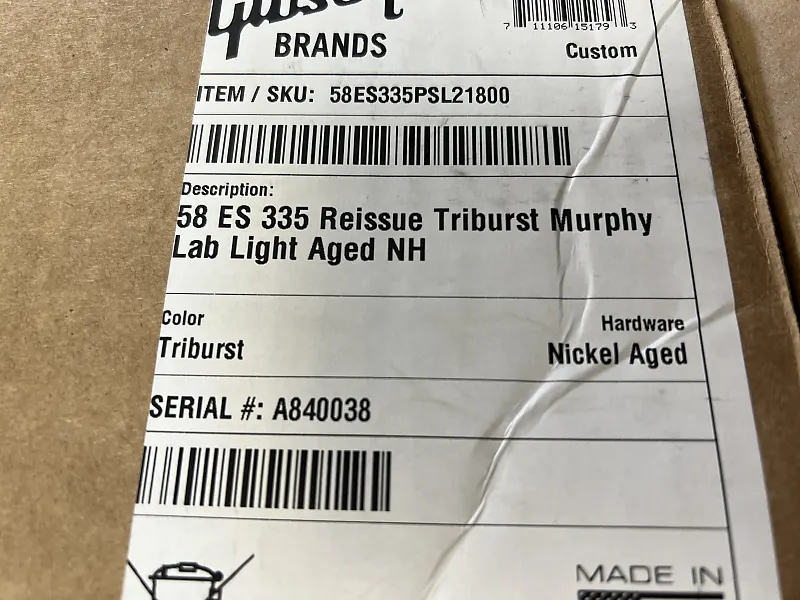 Gibson
BRANDS
7 11106 15179 3
Custom
ITEM / SKU: 58ES335PSL21800
Description:
58 ES 335 Reissue Triburst Murphy
Lab Light Aged NH
Color
Hardware
Triburst
Nickel Aged
SERIAL #: A840038
MADE IN